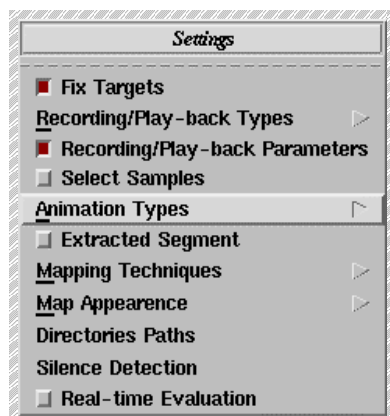 Settings
Fix Targets
Recording/Play-back Types
Recording/Play-back Parameters
Select Samples
Animation Types
Extracted Segment
Mapping Techniques
Map Appearence
Directories Paths
Silence Detection
Real-time Evaluation